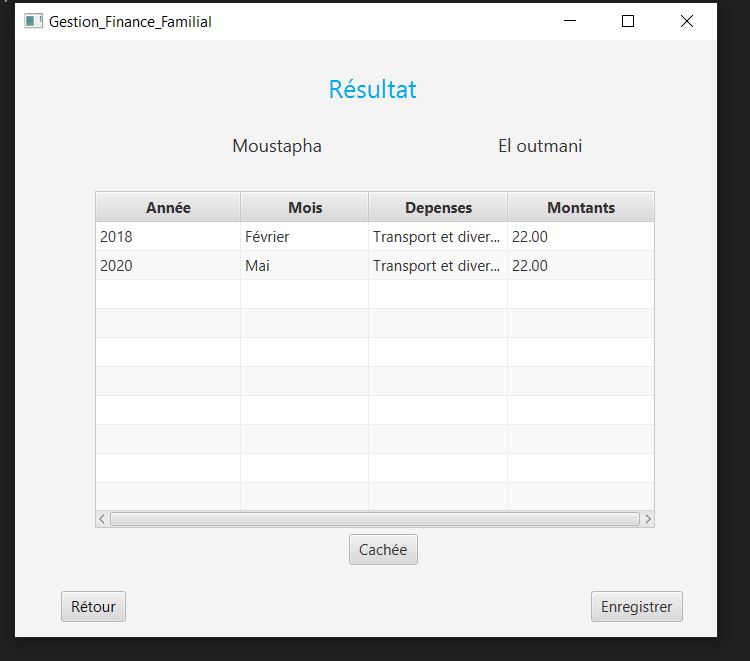 Gestion_Finance_Familial
Résultat
Moustapha El outmani
Année Mois Depenses Montants
2018 Février Transport et diver... 22.00
2020 Mai Transport et diver... 22.00
Cachée
Rétour Enregistrer